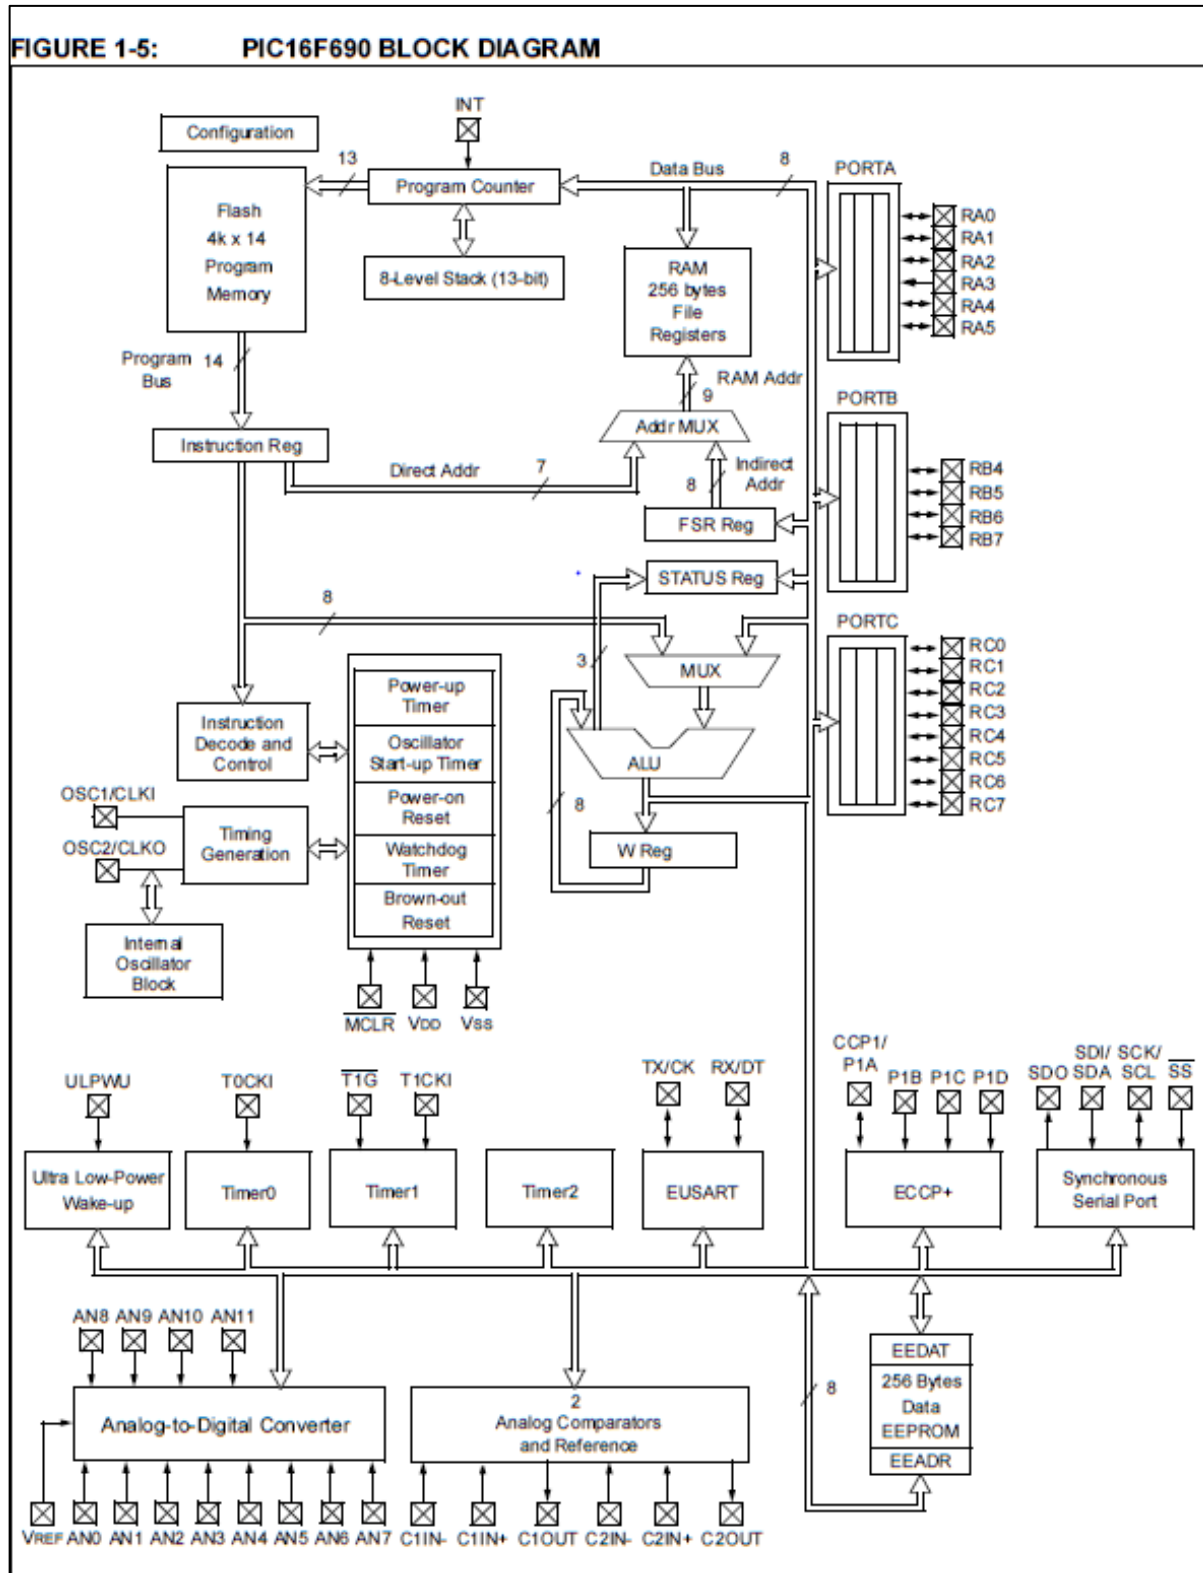 FIGURE 1-5: PIC16F690 BLOCK DIAGRAM
INT
Configuration
13
Program Counter
Data Bus
8
PORTA
Flash
4k x 14
Program
Memory
8-Level Stack (13-bit)
RAM
256 bytes
File
Registers
RA0
RA1
RA2
RA3
RA4
RA5
Program
Bus
14
RAM Addr
9
PORTB
Addr MUX
Instruction Reg
Direct Addr
7
Indirect
Addr
8
FSR Reg
RB4
RB5
RB6
RB7
STATUS Reg
8
PORTC
3
MUX
RC0
RC1
RC2
RC3
RC4
RC5
RC6
RC7
Power-up
Timer
Instruction
Decode and
Control
Oscillator
Start-up Timer
ALU
OSC1/CLKI
Power-on
Reset
8
OSC2/CLKO
Timing
Generation
Watchdog
Timer
W Reg
Brown-out
Reset
Internal
Oscillator
Block
MCLR
VDD
VSS
CCP1/
P1A
P1B
P1C
P1D
SDO
SDI/
SDA
SCK/
SCL
SS
ULPWU
T0CKI
T1G
T1CKI
TX/CK
RX/DT
Ultra Low-Power
Wake-up
Timer0
Timer1
Timer2
EUSART
ECCP+
Synchronous
Serial Port
AN8
AN9
AN10
AN11
EEDAT
8
256 Bytes
Data
EEPROM
EEADR
Analog-to-Digital Converter
2
Analog Comparators
and Reference
VREF
AN0
AN1
AN2
AN3
AN4
AN5
AN6
AN7
C1IN-
C1IN+
C1OUT
C2IN-
C2IN+
C2OUT